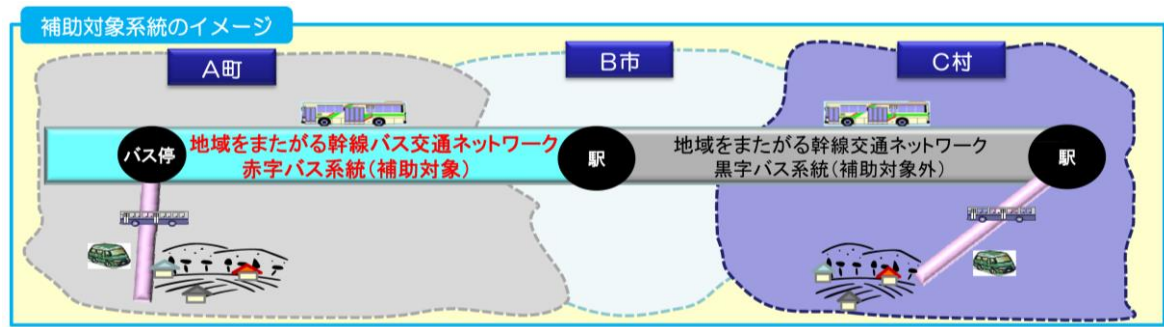 補助対象系統のイメージ
A町
B市
C村
バス停
地域をまたがる幹線バス交通ネットワーク
赤字バス系統(補助対象)
駅
地域をまたがる幹線交通ネットワーク
黒字バス系統(補助対象外)
駅